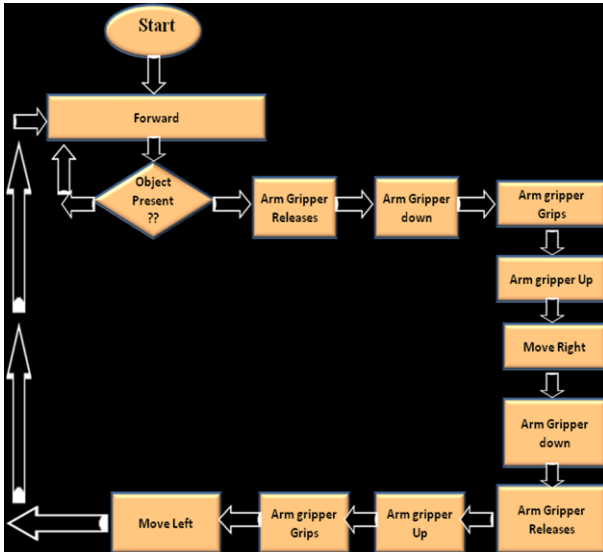 Start
Forward
Object
Present
??
Arm Gripper
Releases
Arm Gripper
down
Arm gripper
Grips
Arm gripper Up
Move Right
Arm Gripper
down
Arm Gripper
Releases
Arm gripper
Up
Arm gripper
Grips
Move Left